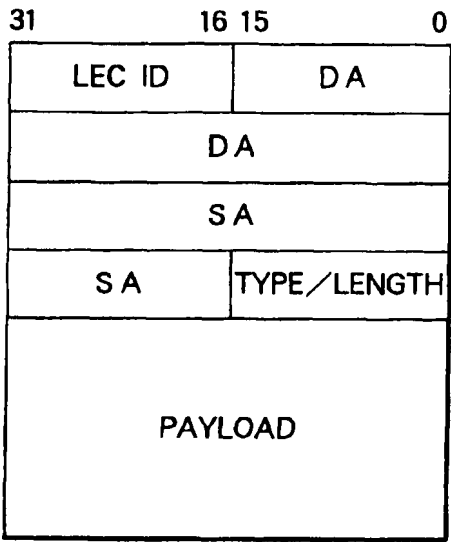 31 16 15 0
LEC ID DA
DA
SA
SA TYPE/LENGTH
PAYLOAD